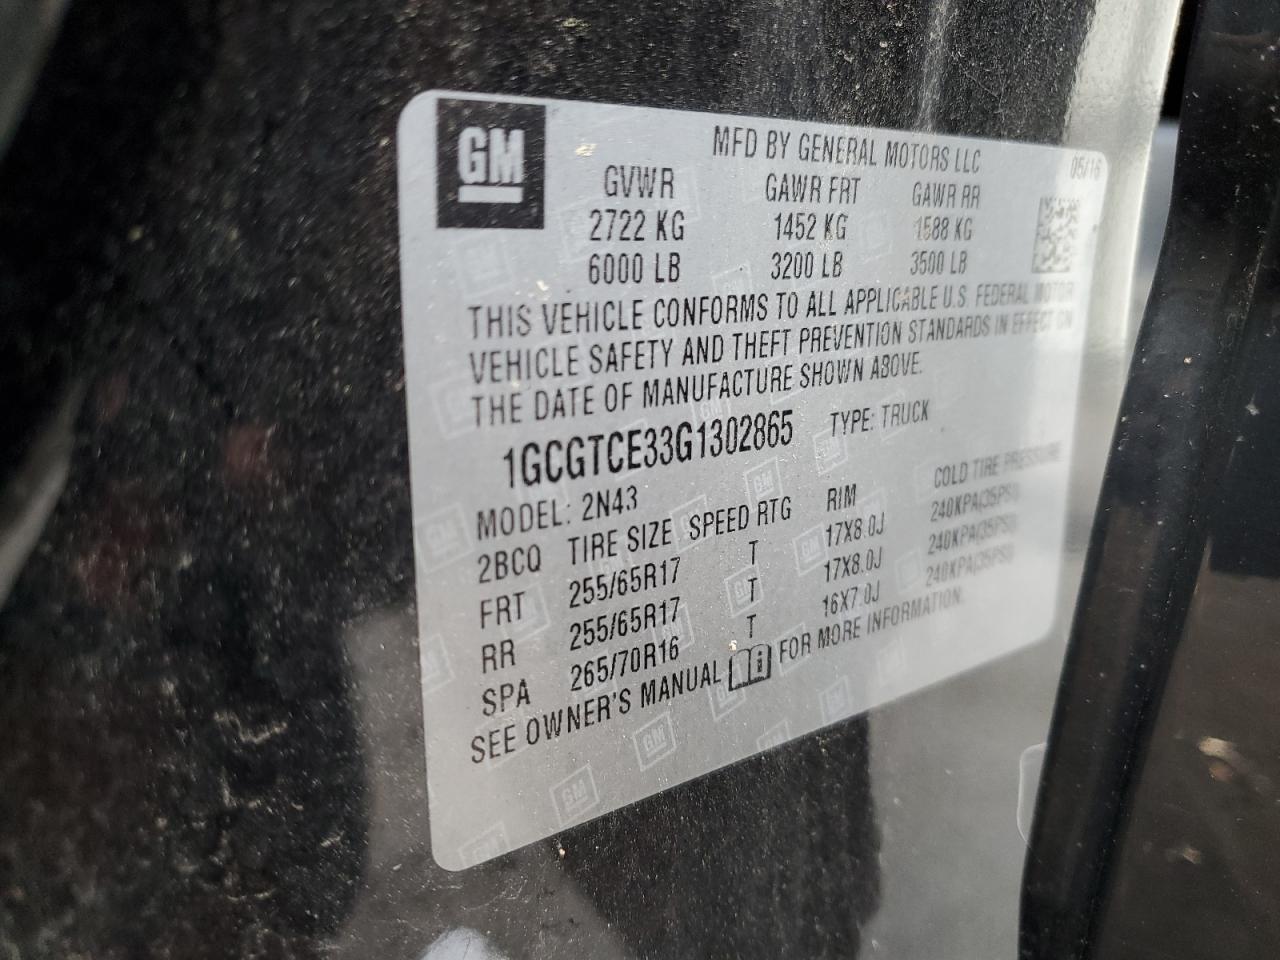 GM
MFD BY GENERAL MOTORS LLC 05/16
GVWR GAWR FRT GAWR RR
2722 KG 1452 KG 1588 KG
6000 LB 3200 LB 3500 LB
THIS VEHICLE CONFORMS TO ALL APPLICABLE U.S. FEDERAL MOTOR
VEHICLE SAFETY AND THEFT PREVENTION STANDARDS IN EFFECT ON
THE DATE OF MANUFACTURE SHOWN ABOVE.
1GCGTCE33G1302865 TYPE: TRUCK
MODEL: 2N43
2BCQ TIRE SIZE SPEED RTG RIM COLD TIRE PRESSURE
FRT 255/65R17 T 17X8.0J 240KPA(35PSI)
RR 255/65R17 T 17X8.0J 240KPA(35PSI)
SPA 265/70R16 T 16X7.0J 240KPA(35PSI)
SEE OWNER'S MANUAL FOR MORE INFORMATION.